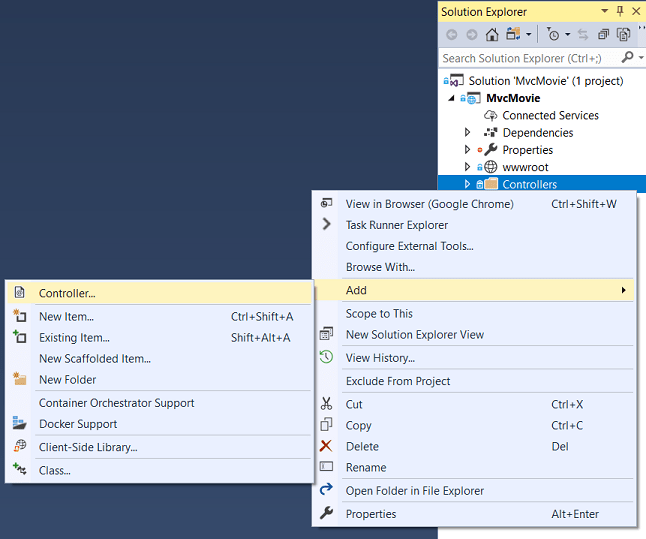 Solution Explorer
Search Solution Explorer (Ctrl+;)
Solution 'MvcMovie' (1 project)
MvcMovie
Connected Services
Dependencies
Properties
wwwroot
Controllers
View in Browser (Google Chrome) Ctrl+Shift+W
Task Runner Explorer
Configure External Tools...
Browse With...
Add
Scope to This
New Solution Explorer View
View History...
Exclude From Project
Cut Ctrl+X
Copy Ctrl+C
Delete Del
Rename
Open Folder in File Explorer
Properties Alt+Enter
Controller...
New Item... Ctrl+Shift+A
Existing Item... Shift+Alt+A
New Scaffolded Item...
New Folder
Container Orchestrator Support
Docker Support
Client-Side Library...
Class...